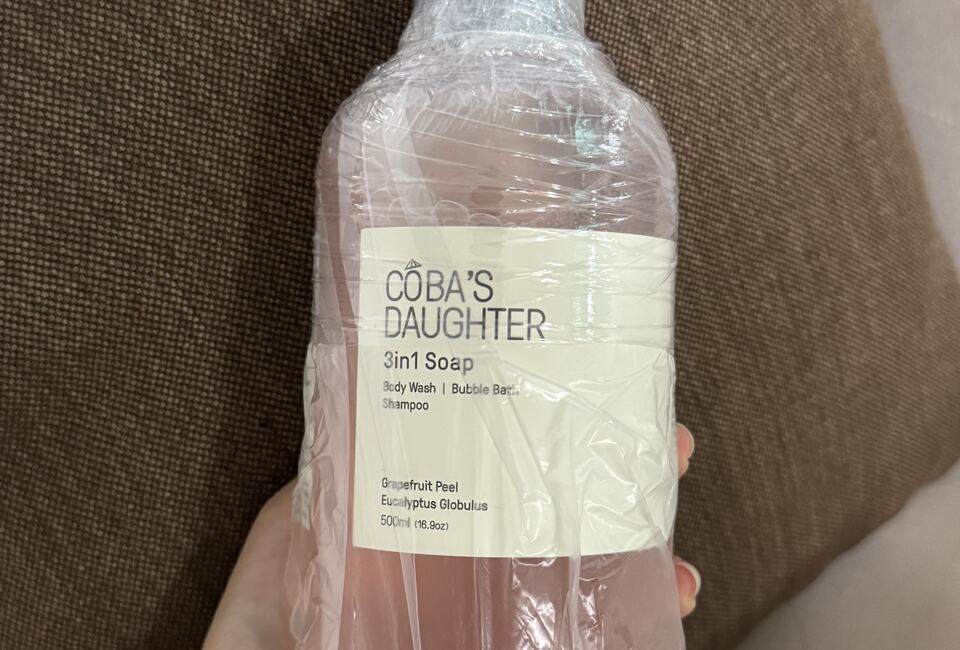 CÔBA'S
DAUGHTER
3in1 Soap
Body Wash | Bubble Bath
Shampoo
Grapefruit Peel
Eucalyptus Globulus
500ml (16.9oz)